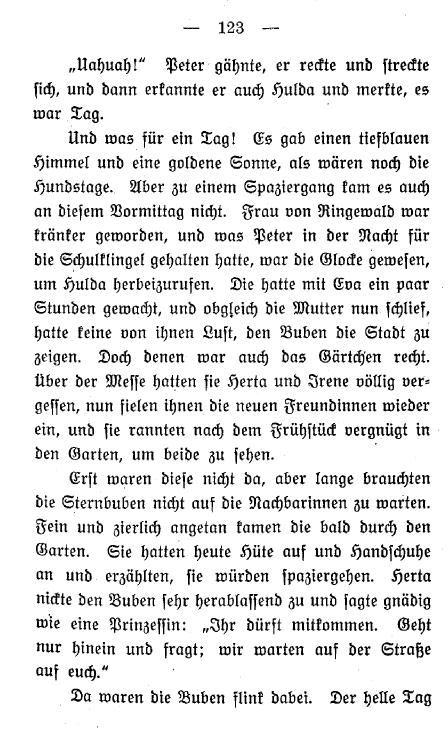 — 123 —
„Uahuah!“ Peter gähnte, er reckte und streckte
sich, und dann erkannte er auch Hulda und merkte, es
war Tag.
Und was für ein Tag! Es gab einen tiefblauen
Himmel und eine goldene Sonne, als wären noch die
Hundstage. Aber zu einem Spaziergang kam es auch
an diesem Vormittag nicht. Frau von Ringewald war
kränker geworden, und was Peter in der Nacht für
die Schulklingel gehalten hatte, war die Glocke gewesen,
um Hulda herbeizurufen. Die hatte mit Eva ein paar
Stunden gewacht, und obgleich die Mutter nun schlief,
hatte keine von ihnen Lust, den Buben die Stadt zu
zeigen. Doch denen war auch das Gärtchen recht.
Über der Messe hatten sie Herta und Irene völlig ver-
gessen, nun fielen ihnen die neuen Freundinnen wieder
ein, und sie rannten nach dem Frühstück vergnügt in
den Garten, um beide zu sehen.
Erst waren diese nicht da, aber lange brauchten
die Sternbuben nicht auf die Nachbarinnen zu warten.
Fein und zierlich angetan kamen die bald durch den
Garten. Sie hatten heute Hüte auf und Handschuhe
an und erzählten, sie würden spaziergehen. Herta
nickte den Buben sehr herablassend zu und sagte gnädig
wie eine Prinzessin: „Ihr dürft mitkommen. Geht
nur hinein und fragt; wir warten auf der Straße
auf euch.“
Da waren die Buben flink dabei. Der helle Tag